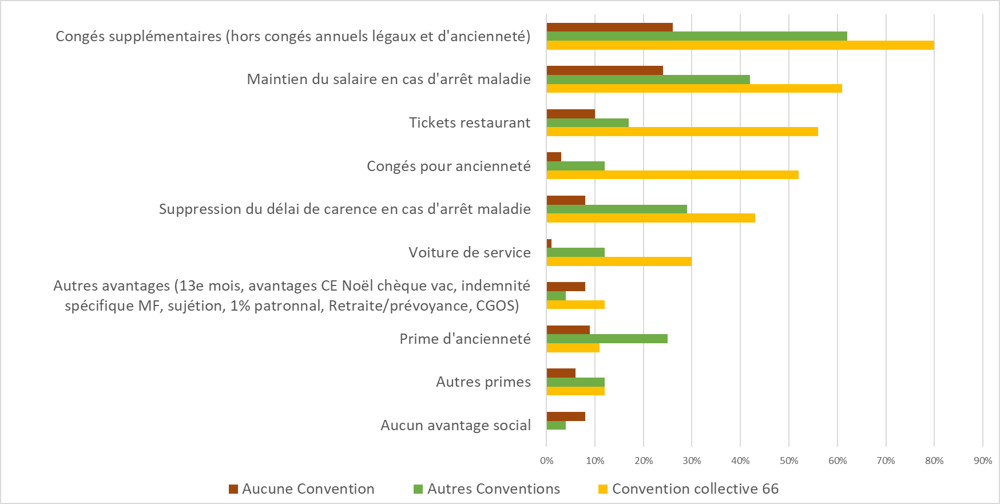 Congés supplémentaires (hors congés annuels légaux et d'ancienneté)
Maintien du salaire en cas d'arrêt maladie
Tickets restaurant
Congés pour ancienneté
Suppression du délai de carence en cas d'arrêt maladie
Voiture de service
Autres avantages (13e mois, avantages CE Noël chèque vac, indemnité
spécifique MF, sujétion, 1% patronnal, Retraite/prévoyance, CGOS)
Prime d'ancienneté
Autres primes
Aucun avantage social
0% 10% 20% 30% 40% 50% 60% 70% 80% 90%
Aucune Convention Autres Conventions Convention collective 66